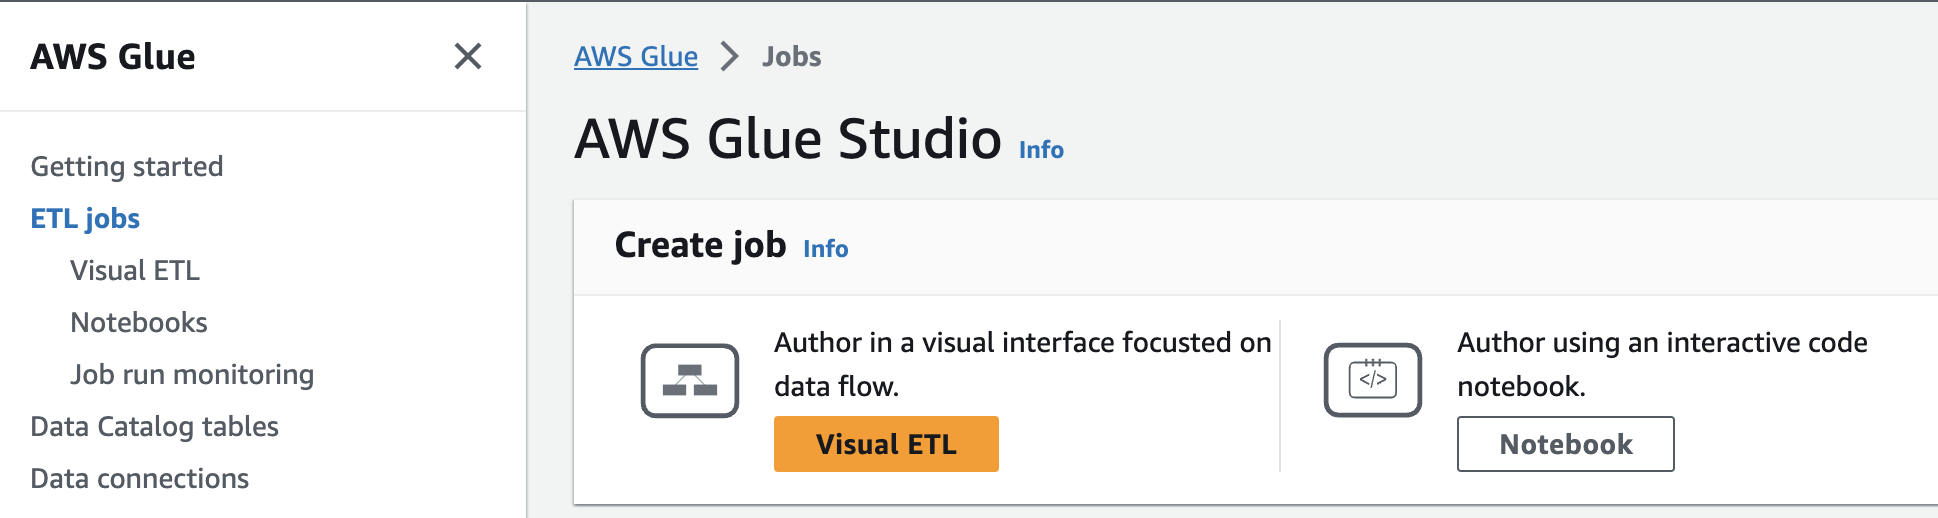 AWS Glue
Getting started
ETL jobs
Visual ETL
Notebooks
Job run monitoring
Data Catalog tables
Data connections
AWS Glue > Jobs
AWS Glue Studio Info
Create job Info
Author in a visual interface focusted on
data flow.
Visual ETL
</>
Author using an interactive code
notebook.
Notebook